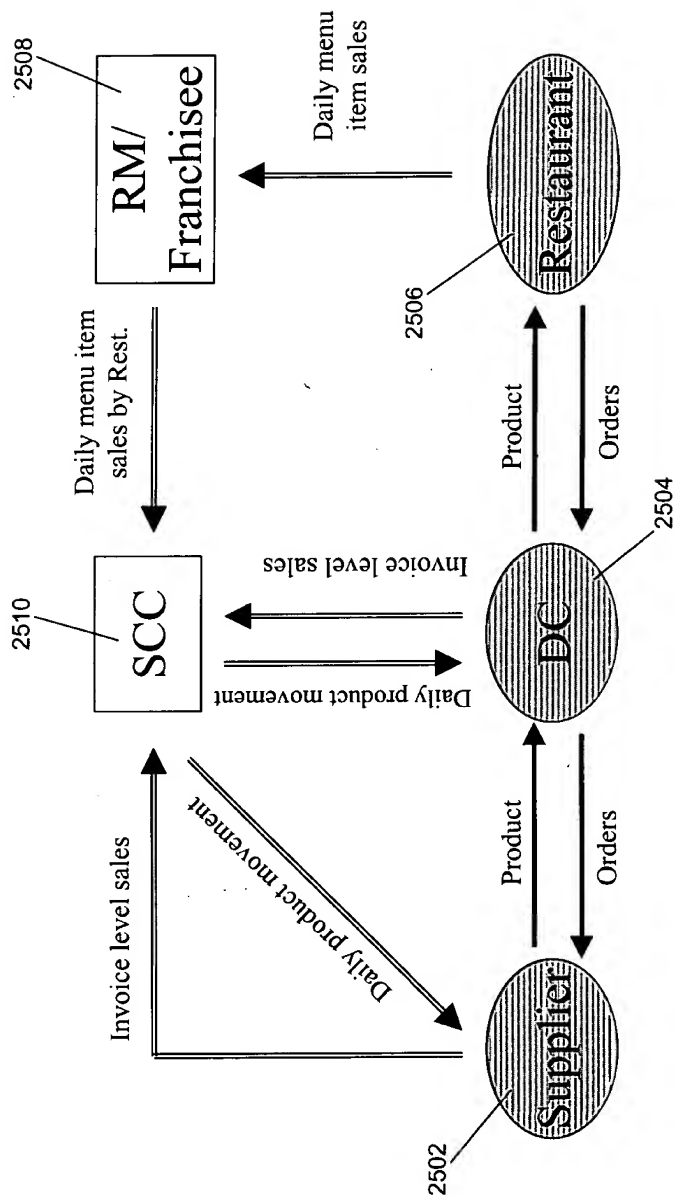 2508
RM/
Franchisee
Daily menu
item sales
Daily menu item
sales by Rest.
2510
SCC
Invoice level sales
Daily product movement
Invoice level sales
Daily product movement
2506
Restaurant
Product
Orders
2504
DC
Product
Orders
2502
Supplier